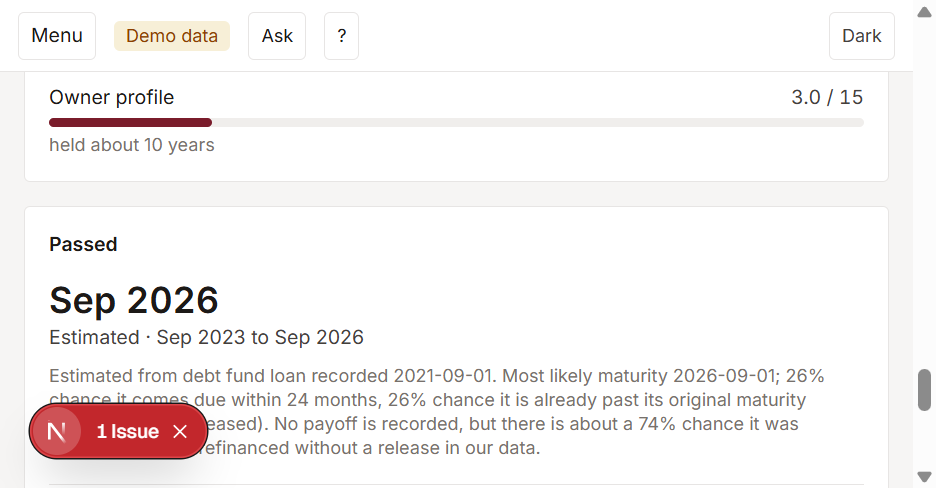 Menu
Demo data
Ask
?
Dark
Owner profile
3.0 / 15
held about 10 years
Passed
Sep 2026
Estimated · Sep 2023 to Sep 2026
Estimated from debt fund loan recorded 2021-09-01. Most likely maturity 2026-09-01; 26%
chance it comes due within 24 months, 26% chance it is already past its original maturity
eased). No payoff is recorded, but there is about a 74% chance it was
refinanced without a release in our data.
N
1 Issue